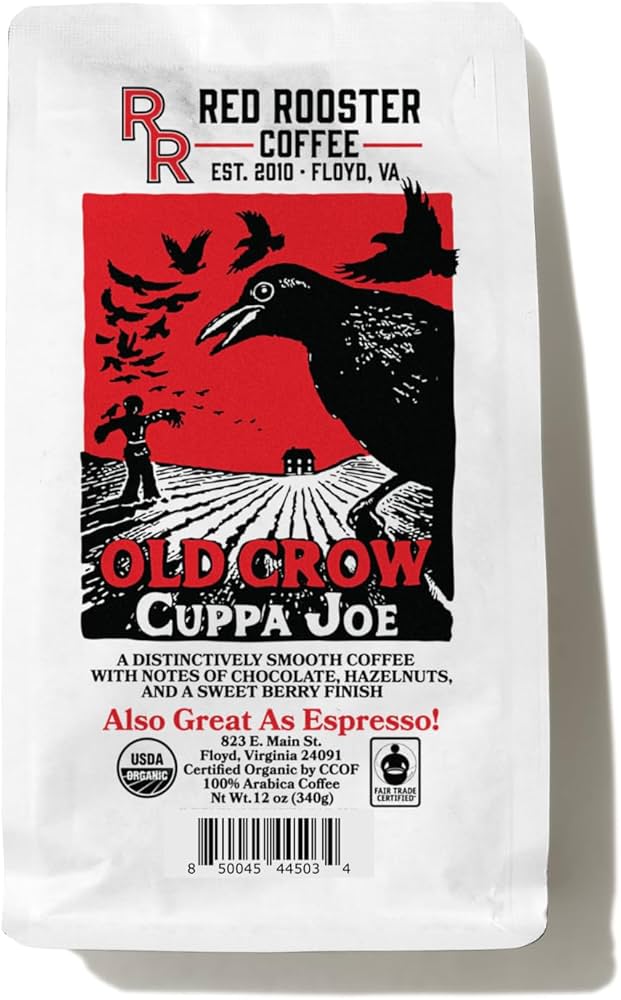 RR
RED ROOSTER
COFFEE
EST. 2010 · FLOYD, VA
OLD CROW
CUPPA JOE
A DISTINCTIVELY SMOOTH COFFEE
WITH NOTES OF CHOCOLATE, HAZELNUTS,
AND A SWEET BERRY FINISH
Also Great As Espresso!
823 E. Main St.
Floyd, Virginia 24091
Certified Organic by CCOF
100% Arabica Coffee
Nt Wt. 12 oz (340g)
USDA
ORGANIC
FAIR TRADE
CERTIFIED
8 50045 44503 4